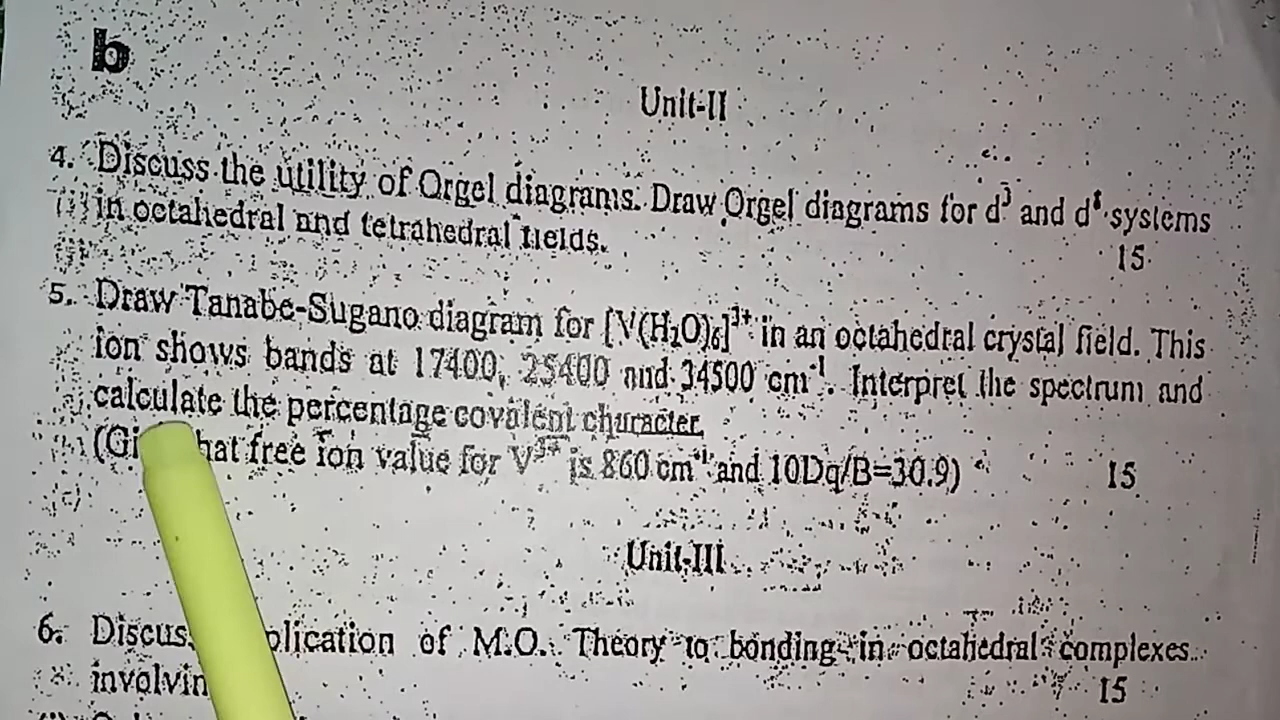 b
Unit-II
4. Discuss the utility of Orgel diagrams. Draw Orgel diagrams for d³ and d⁸ systems
in octahedral and tetrahedral fields.
15
5. Draw Tanabe-Sugano diagram for [V(H₂O)₆]³⁺ in an octahedral crystal field. This
ion shows bands at 17400, 25400 and 34500 cm⁻¹. Interpret the spectrum and
calculate the percentage covalent character.
(Gi hat free ion value for V³⁺ is 860 cm⁻¹ and 10Dq/B=30.9) 15
Unit-III
6. Discus plication of M.O. Theory to bonding in octahedral complexes
involvin 15